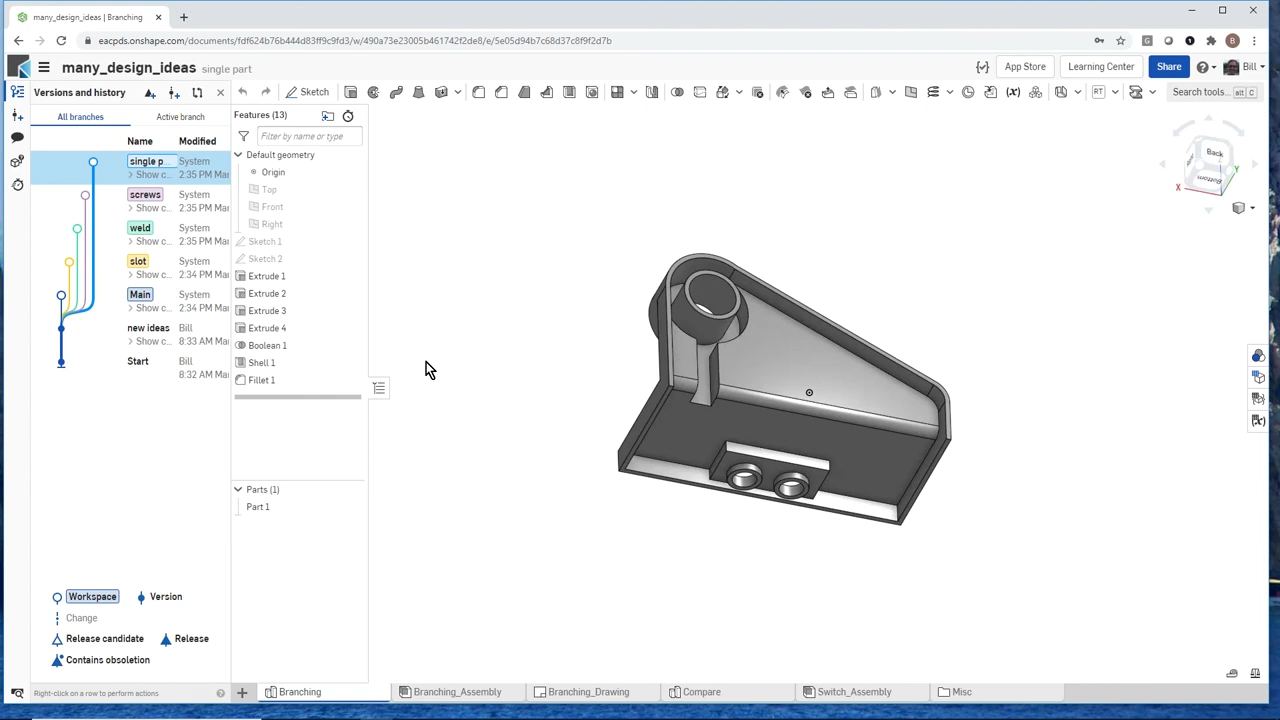 many_design_ideas | Branching
eacpds.onshape.com/documents/fdf624b76b444d83ff9c9fd3/w/490a73e23005b461742f2de8/e/5e05d94b7c68d37c8f9f2d7b
B
many_design_ideas single part
App Store
Learning Center
Share
Bill
Versions and history
Sketch
RT
Search tools... alt C
All branches
Active branch
Name Modified
single p... System
Show c... 2:35 PM Mar
screws System
Show c... 2:35 PM Mar
weld System
Show c... 2:35 PM Mar
slot System
Show c... 2:34 PM Mar
Main System
Show c... 2:34 PM Mar
new ideas Bill
Show c... 8:33 AM Mar
Start Bill
8:32 AM Mar
Workspace
Version
Change
Release candidate
Release
Contains obsoletion
Right-click on a row to perform actions
Features (13)
Filter by name or type
Default geometry
Origin
Top
Front
Right
Sketch 1
Sketch 2
Extrude 1
Extrude 2
Extrude 3
Extrude 4
Boolean 1
Shell 1
Fillet 1
Parts (1)
Part 1
Back
Bottom
X
Y
Branching
Branching_Assembly
Branching_Drawing
Compare
Switch_Assembly
Misc